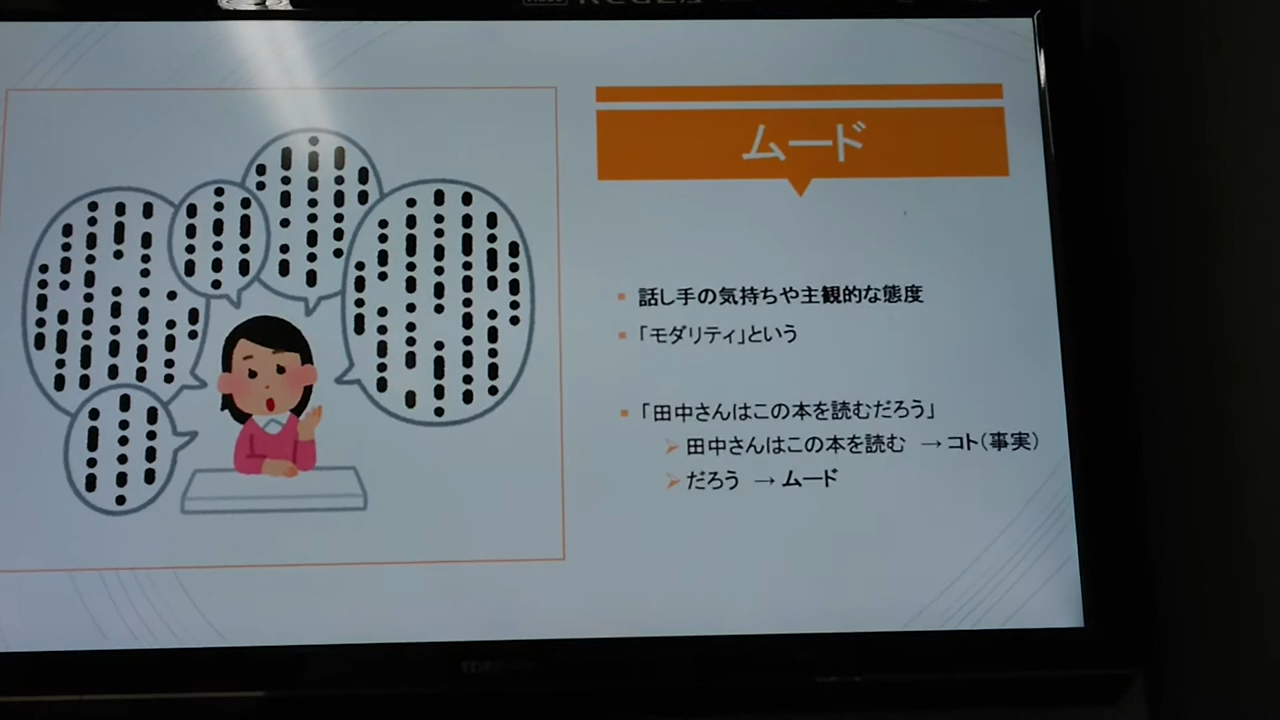 ムード
話し手の気持ちや主観的な態度
「モダリティ」という
「田中さんはこの本を読むだろう」
田中さんはこの本を読む →コト(事実)
だろう → ムード